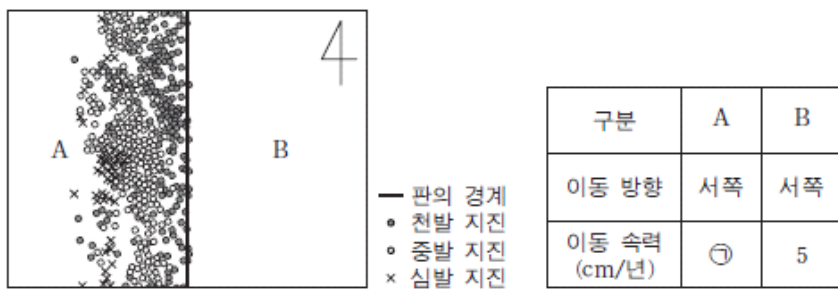 A
B
판의 경계
천발 지진
중발 지진
심발 지진
구분 A B
이동 방향 서쪽 서쪽
이동 속력
(cm/년) ㉠ 5